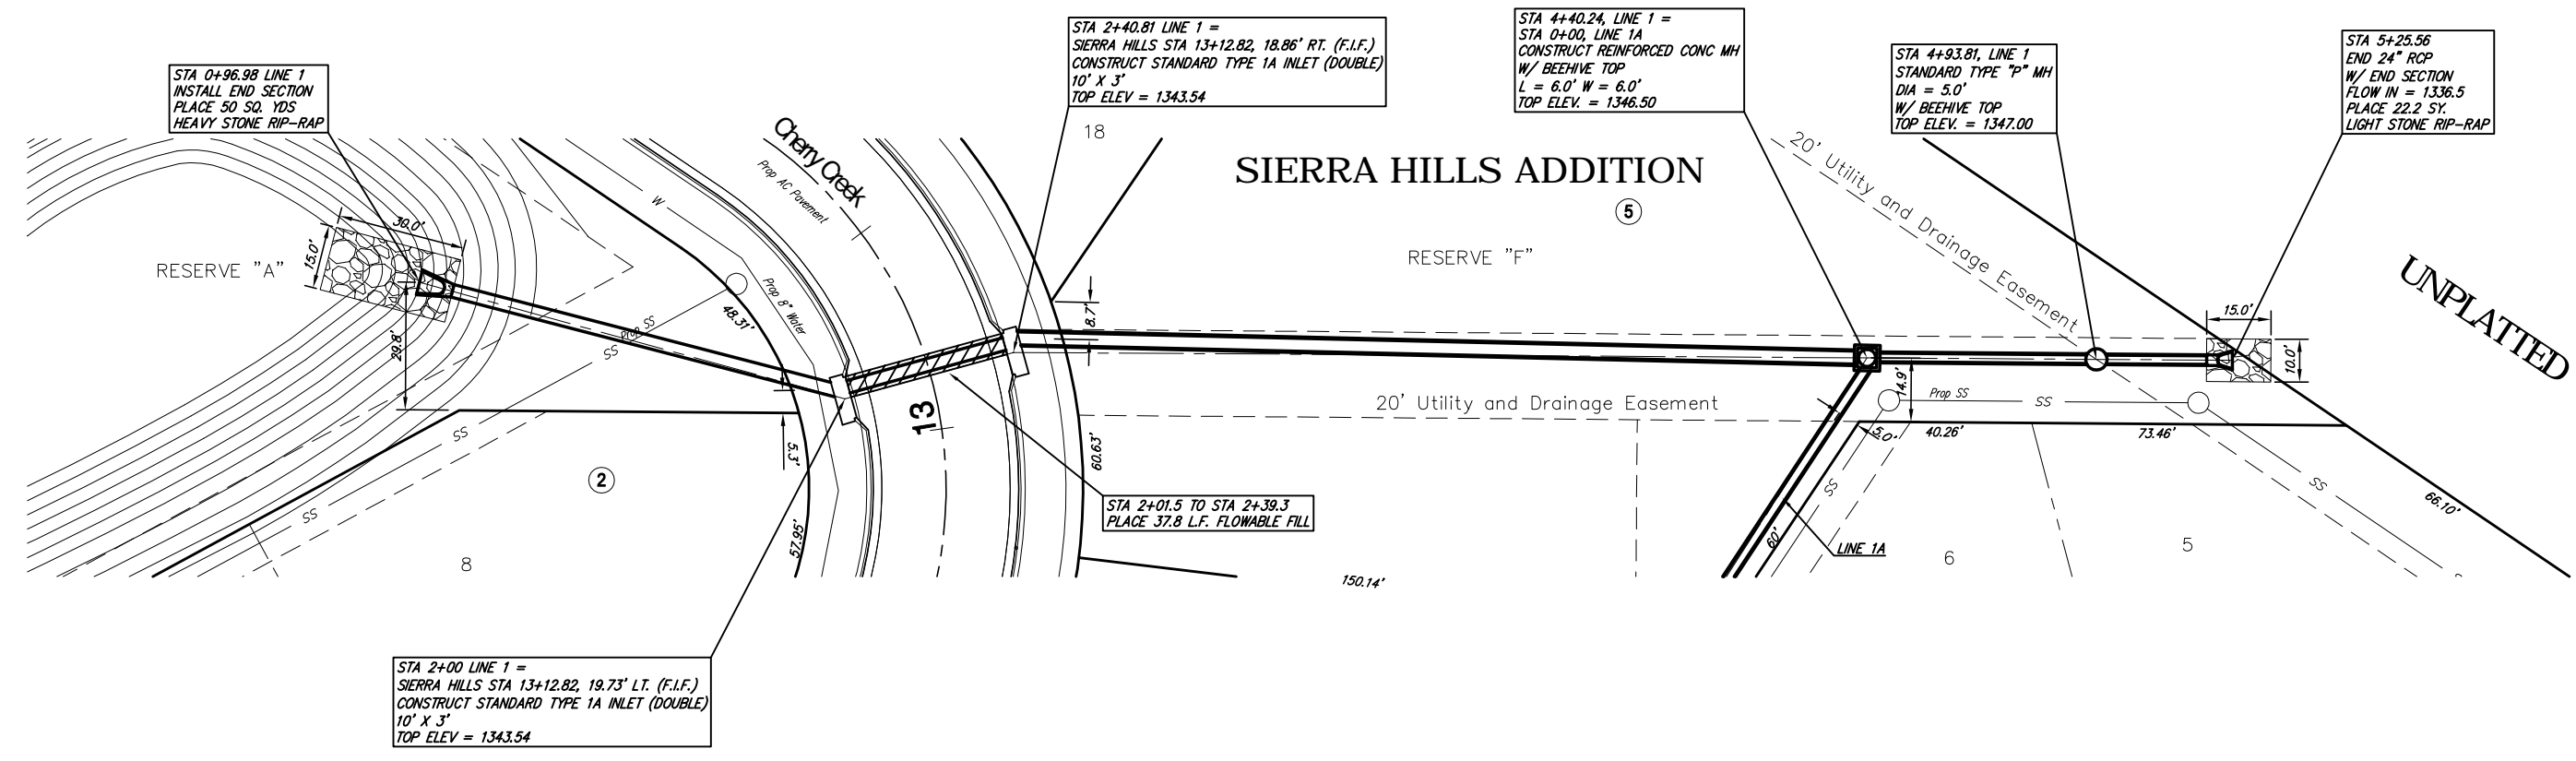 STA 0+96.98 LINE 1
INSTALL END SECTION
PLACE 50 SQ. YDS
HEAVY STONE RIP-RAP
STA 2+40.81 LINE 1 =
SIERRA HILLS STA 13+12.82, 18.86' RT. (F.I.F.)
CONSTRUCT STANDARD TYPE 1A INLET (DOUBLE)
10' X 3'
TOP ELEV = 1343.54
STA 4+40.24, LINE 1 =
STA 0+00, LINE 1A
CONSTRUCT REINFORCED CONC MH
W/ BEEHIVE TOP
L = 6.0' W = 6.0'
TOP ELEV. = 1346.50
STA 4+93.81, LINE 1
STANDARD TYPE "P" MH
DIA = 5.0'
W/ BEEHIVE TOP
TOP ELEV. = 1347.00
STA 5+25.56
END 24" RCP
W/ END SECTION
FLOW IN = 1336.5
PLACE 22.2 SY.
LIGHT STONE RIP-RAP
Cherry Creek
Prop AC Pavement
18
SIERRA HILLS ADDITION
5
RESERVE "F"
20' Utility and Drainage Easement
UNPLATTED
RESERVE "A"
30.0'
15.0'
29.8'
W
Prop 8" Water
48.31'
Prop SS
SS
8.7'
15.0'
10.0'
14.9'
Prop SS
SS
20' Utility and Drainage Easement
5.0'
40.26'
73.46'
13
60.63'
5.3'
57.95'
SS
SS
2
8
STA 2+01.5 TO STA 2+39.3
PLACE 37.8 L.F. FLOWABLE FILL
150.14'
60'
LINE 1A
SS
6
5
SS
66.10'
STA 2+00 LINE 1 =
SIERRA HILLS STA 13+12.82, 19.73' LT. (F.I.F.)
CONSTRUCT STANDARD TYPE 1A INLET (DOUBLE)
10' X 3'
TOP ELEV = 1343.54